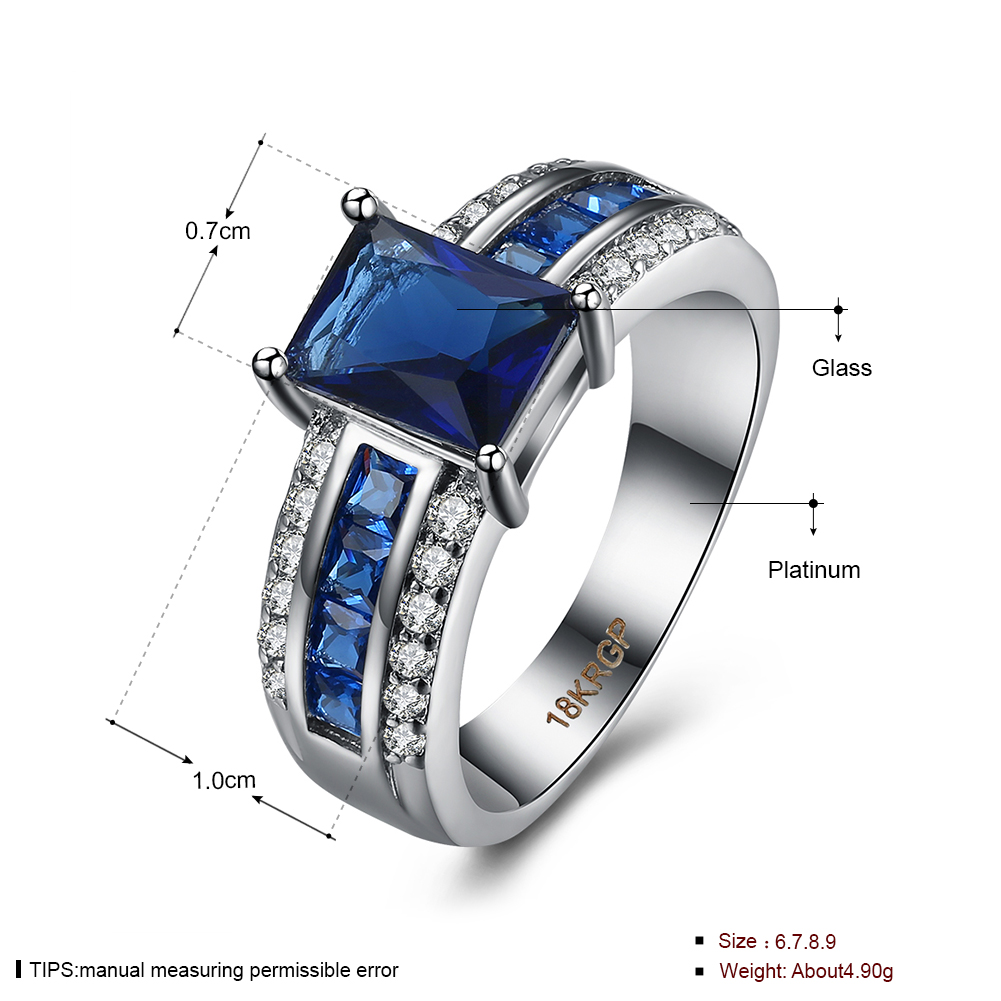 0.7cm
Glass
Platinum
18KRGP
1.0cm
Size : 6.7.8.9
TIPS:manual measuring permissible error
Weight: About4.90g